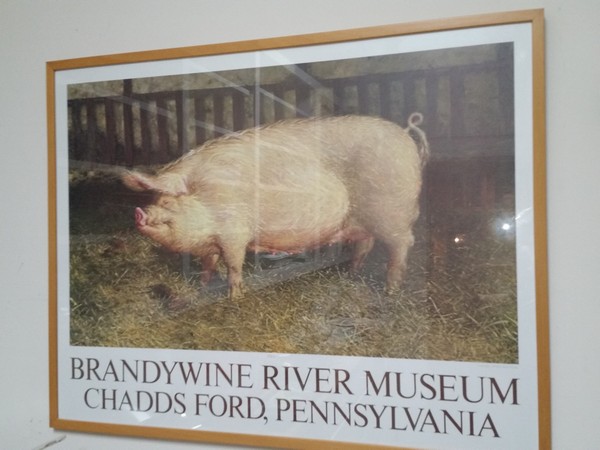 BRANDYWINE RIVER MUSEUM
CHADDS FORD, PENNSYLVANIA